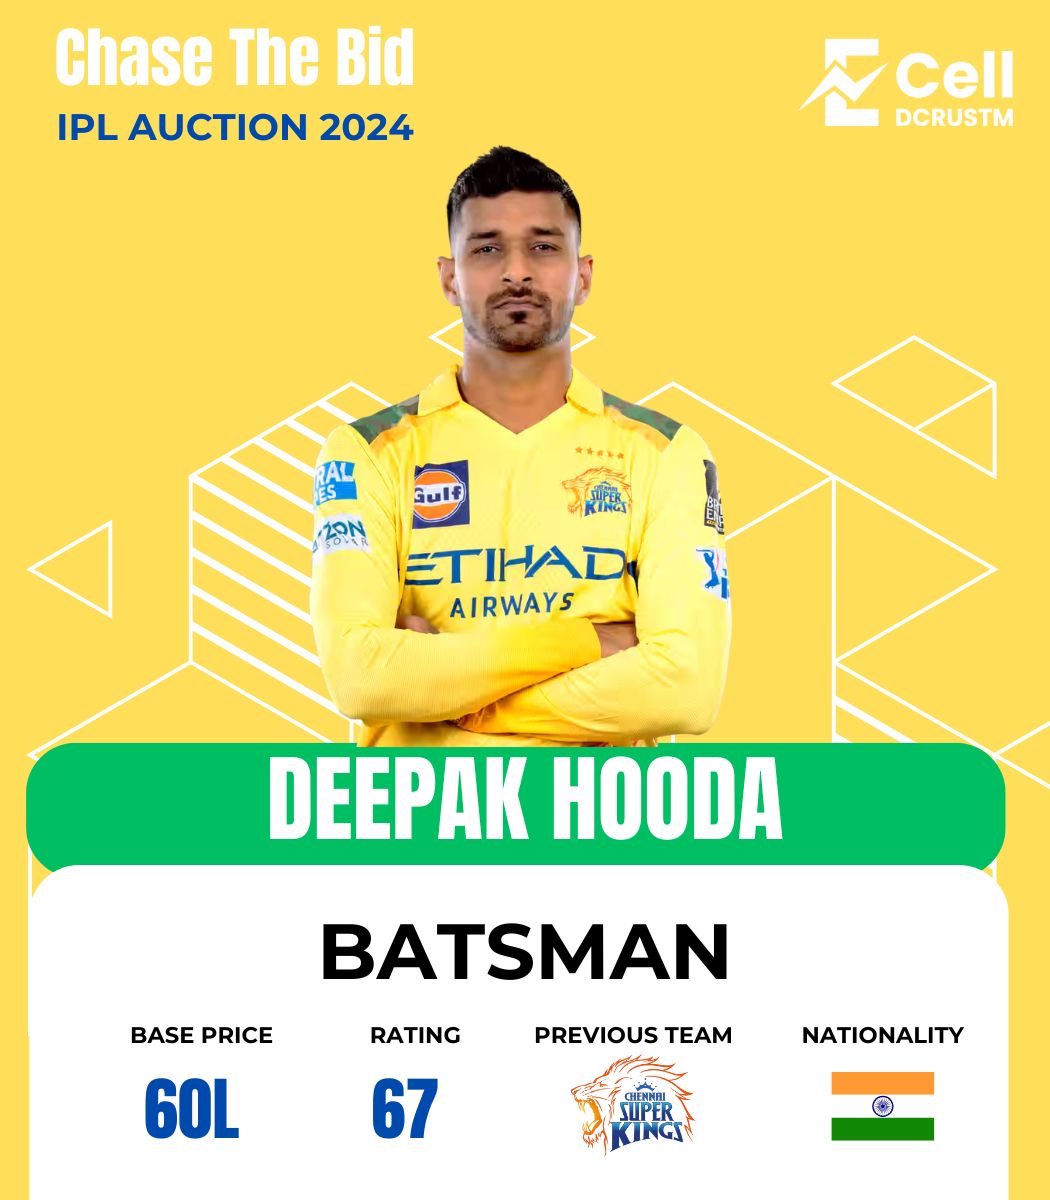 Chase The Bid
IPL AUCTION 2024
E Cell
DCRUSTM
Gulf
CHENNAI
SUPER
KINGS
ETIHAD
AIRWAYS
DEEPAK HOODA
BATSMAN
BASE PRICE
RATING
PREVIOUS TEAM
NATIONALITY
60L
67
CHENNAI
SUPER
KINGS